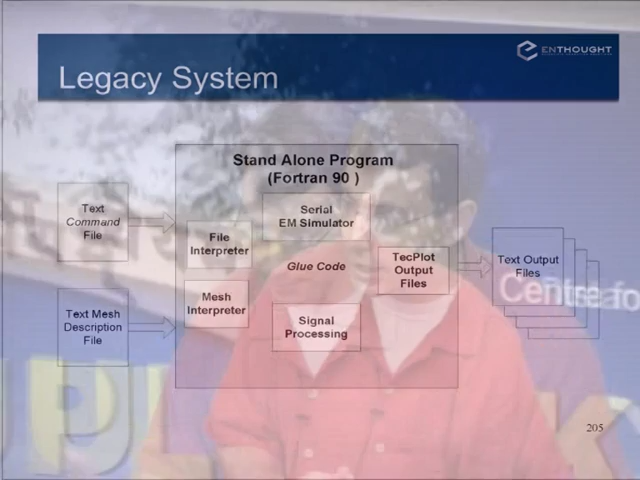 ENTHOUGHT
Legacy System
Stand Alone Program
(Fortran 90 )
Text
Command
File
Serial
EM Simulator
File
Interpreter
Glue Code
TecPlot
Output
Files
Text Output
Files
Mesh
Interpreter
Text Mesh
Description
File
Signal
Processing
205